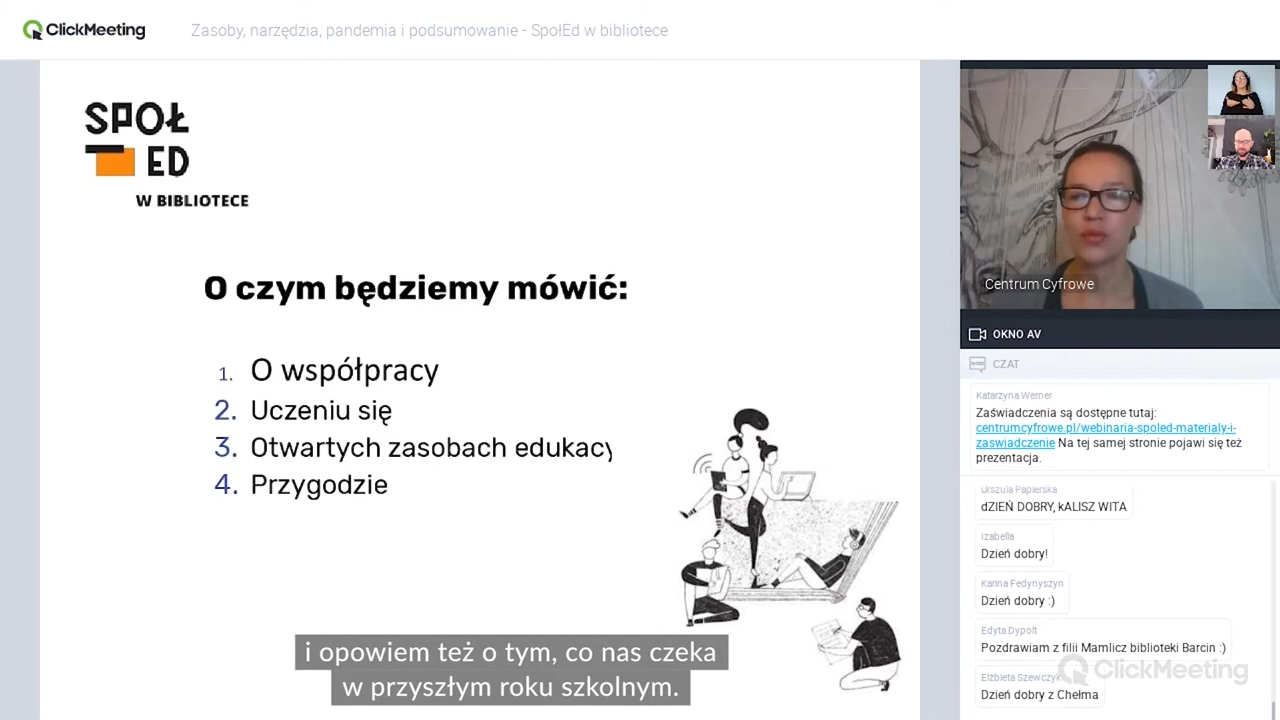 ClickMeeting
Zasoby, narzędzia, pandemia i podsumowanie - SpołEd w bibliotece
SPOŁ
ED
W BIBLIOTECE
O czym będziemy mówić:
1. O współpracy
2. Uczeniu się
3. Otwartych zasobach edukacy
4. Przygodzie
i opowiem też o tym, co nas czeka
w przyszłym roku szkolnym.
Centrum Cyfrowe
OKNO AV
CZAT
Katarzyna Werner
Zaświadczenia są dostępne tutaj:
centrumcyfrowe.pl/webinaria-spoled-materialy-i-
zaswiadczenie Na tej samej stronie pojawi się też
prezentacja.
Urszula Papierska
dZIEŃ DOBRY, kALISZ WITA
Izabella
Dzień dobry!
Karina Fedynyszyn
Dzień dobry :)
Edyta Dypolt
Pozdrawiam z filii Mamlicz biblioteki Barcin :)
Elżbieta Szewczyk
Dzień dobry z Chełma
ClickMeeting